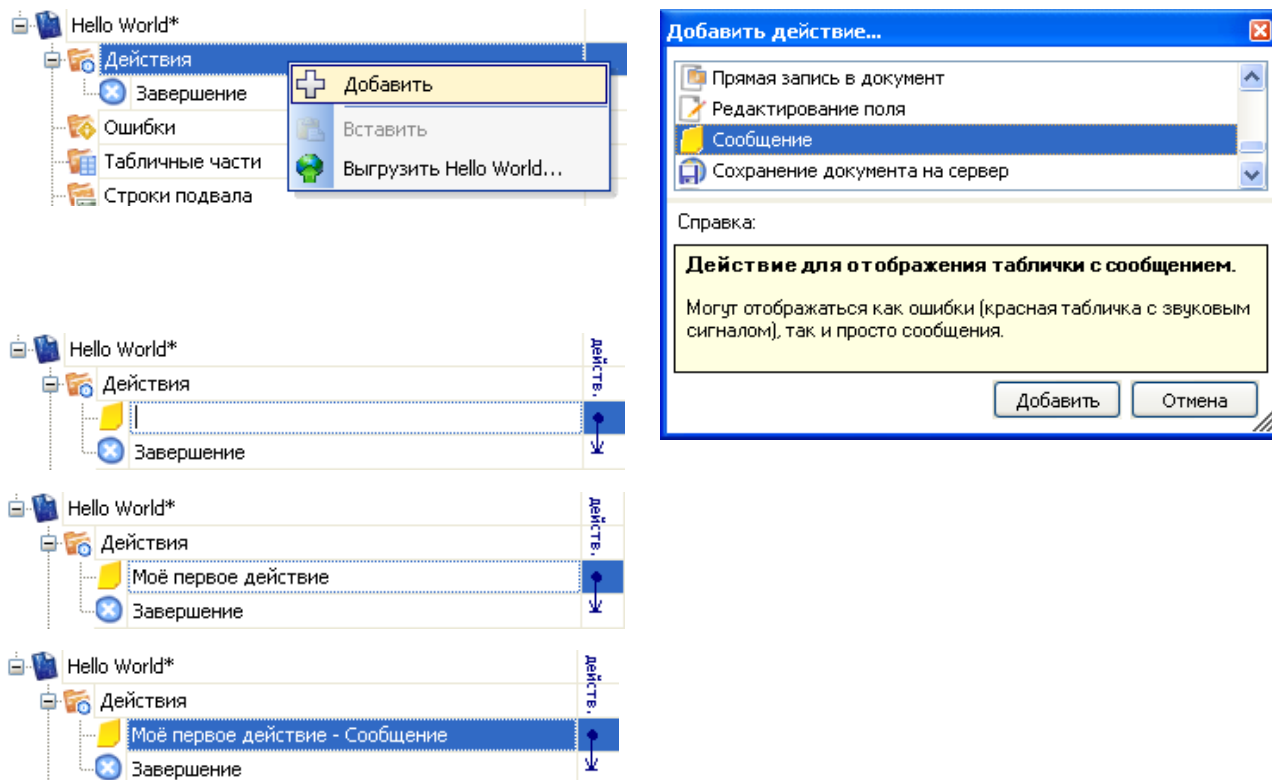 Hello World*
Действия
Завершение
Ошибки
Табличные части
Строки подвала
Добавить
Вставить
Выгрузить Hello World...
Добавить действие...
Прямая запись в документ
Редактирование поля
Сообщение
Сохранение документа на сервер
Справка:
Действие для отображения таблички с сообщением.
Могут отображаться как ошибки (красная табличка с звуковым
сигналом), так и просто сообщения.
Добавить
Отмена
Hello World*
действ.
Действия
Завершение
Hello World*
действ.
Действия
Моё первое действие
Завершение
Hello World*
действ.
Действия
Моё первое действие - Сообщение
Завершение